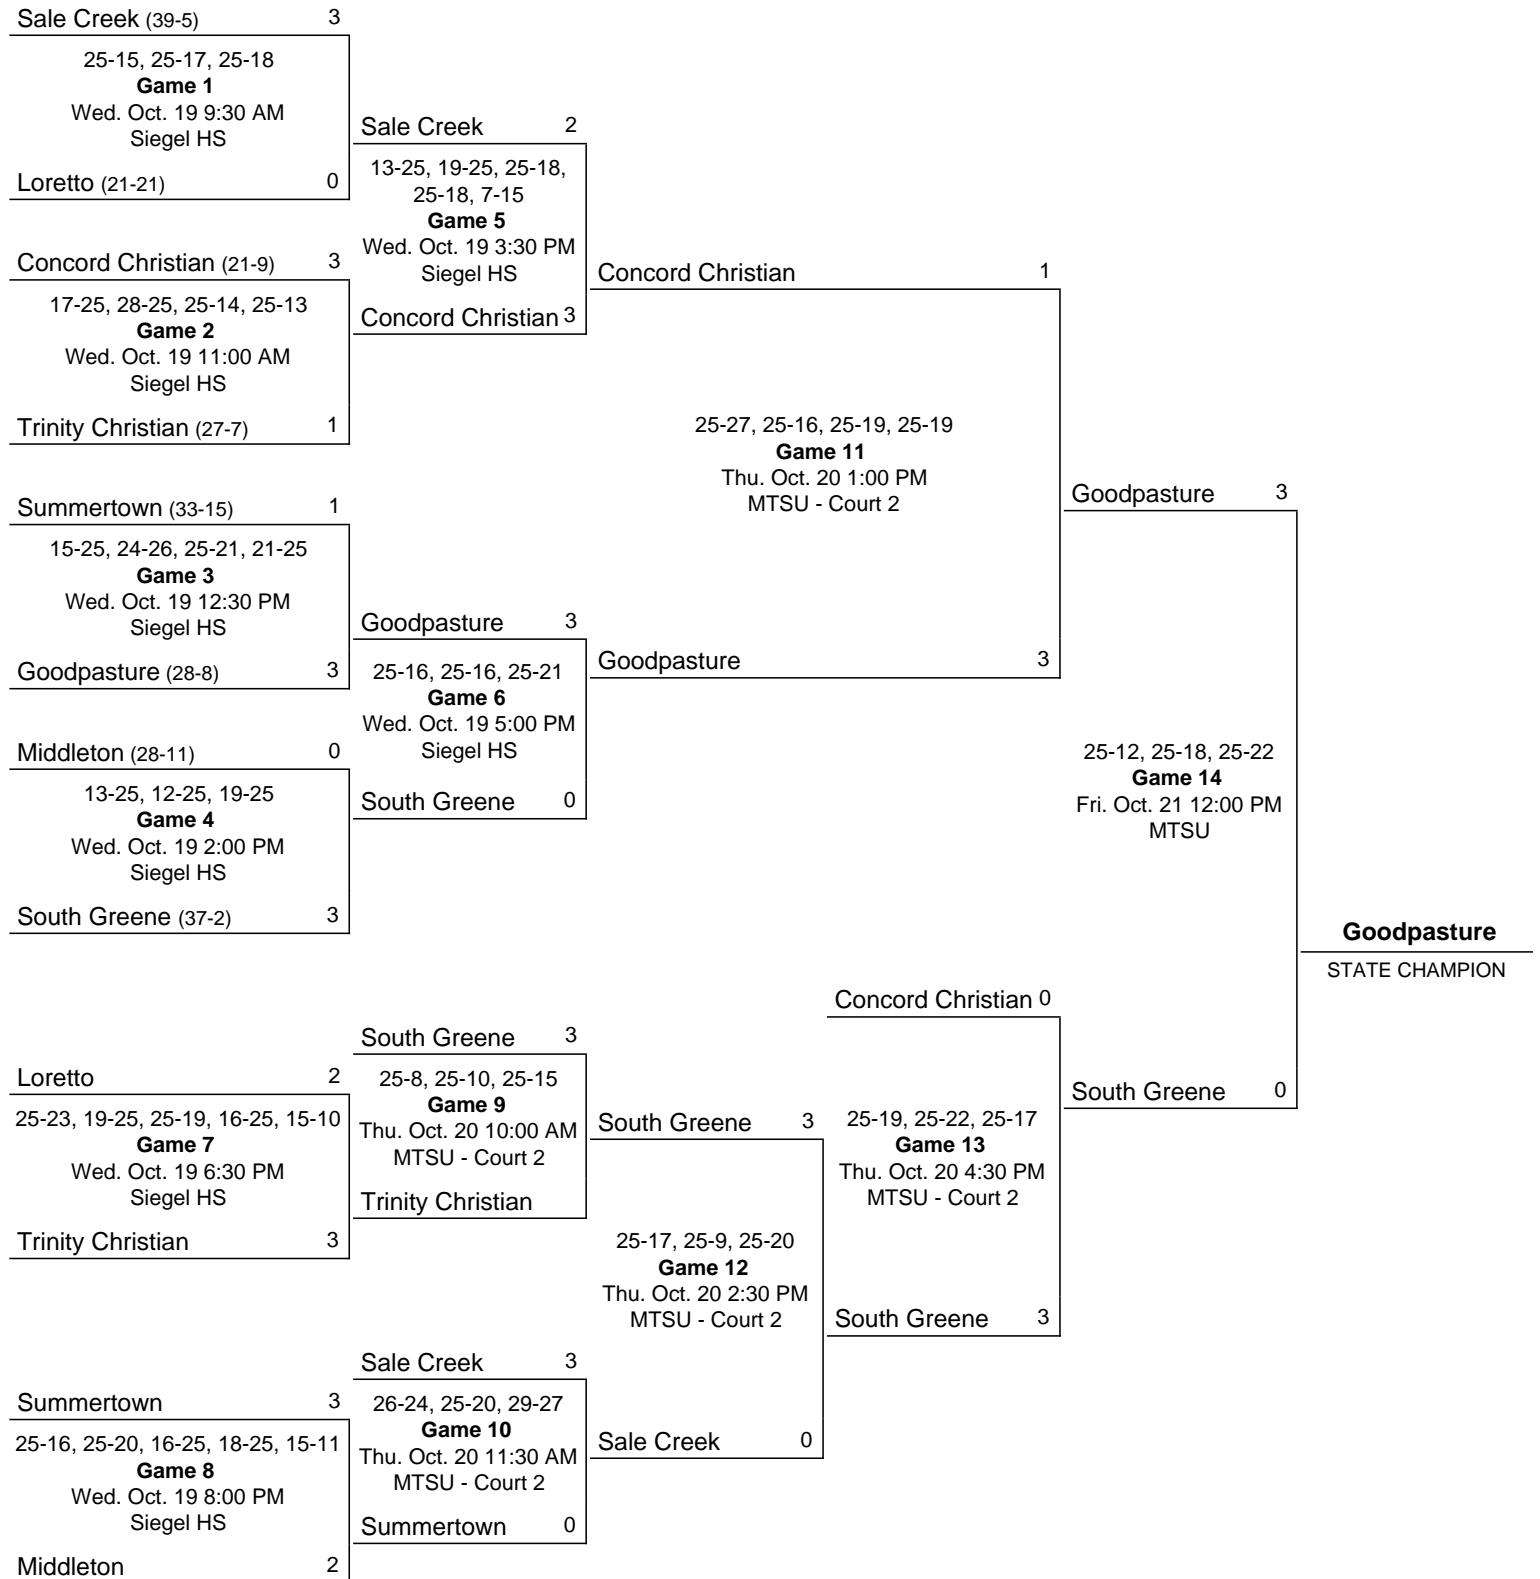 Sale Creek (39-5) 3
25-15, 25-17, 25-18
Game 1
Wed. Oct. 19 9:30 AM
Siegel HS
Loretto (21-21) 0
Concord Christian (21-9) 3
17-25, 28-25, 25-14, 25-13
Game 2
Wed. Oct. 19 11:00 AM
Siegel HS
Trinity Christian (27-7) 1
Summertown (33-15) 1
15-25, 24-26, 25-21, 21-25
Game 3
Wed. Oct. 19 12:30 PM
Siegel HS
Goodpasture (28-8) 3
Middleton (28-11) 0
13-25, 12-25, 19-25
Game 4
Wed. Oct. 19 2:00 PM
Siegel HS
South Greene (37-2) 3
Sale Creek 2
13-25, 19-25, 25-18,
25-18, 7-15
Game 5
Wed. Oct. 19 3:30 PM
Siegel HS
Concord Christian 3
Goodpasture 3
25-16, 25-16, 25-21
Game 6
Wed. Oct. 19 5:00 PM
Siegel HS
South Greene 0
Concord Christian 1
25-27, 25-16, 25-19, 25-19
Game 11
Thu. Oct. 20 1:00 PM
MTSU - Court 2
Goodpasture 3
Goodpasture 3
25-12, 25-18, 25-22
Game 14
Fri. Oct. 21 12:00 PM
MTSU
South Greene 0
Goodpasture
STATE CHAMPION
Loretto 2
25-23, 19-25, 25-19, 16-25, 15-10
Game 7
Wed. Oct. 19 6:30 PM
Siegel HS
Trinity Christian 3
Summertown 3
25-16, 25-20, 16-25, 18-25, 15-11
Game 8
Wed. Oct. 19 8:00 PM
Siegel HS
Middleton 2
South Greene 3
25-8, 25-10, 25-15
Game 9
Thu. Oct. 20 10:00 AM
MTSU - Court 2
Trinity Christian
Sale Creek 3
26-24, 25-20, 29-27
Game 10
Thu. Oct. 20 11:30 AM
MTSU - Court 2
Summertown 0
South Greene 3
25-17, 25-9, 25-20
Game 12
Thu. Oct. 20 2:30 PM
MTSU - Court 2
Sale Creek 0
Concord Christian 0
25-19, 25-22, 25-17
Game 13
Thu. Oct. 20 4:30 PM
MTSU - Court 2
South Greene 3